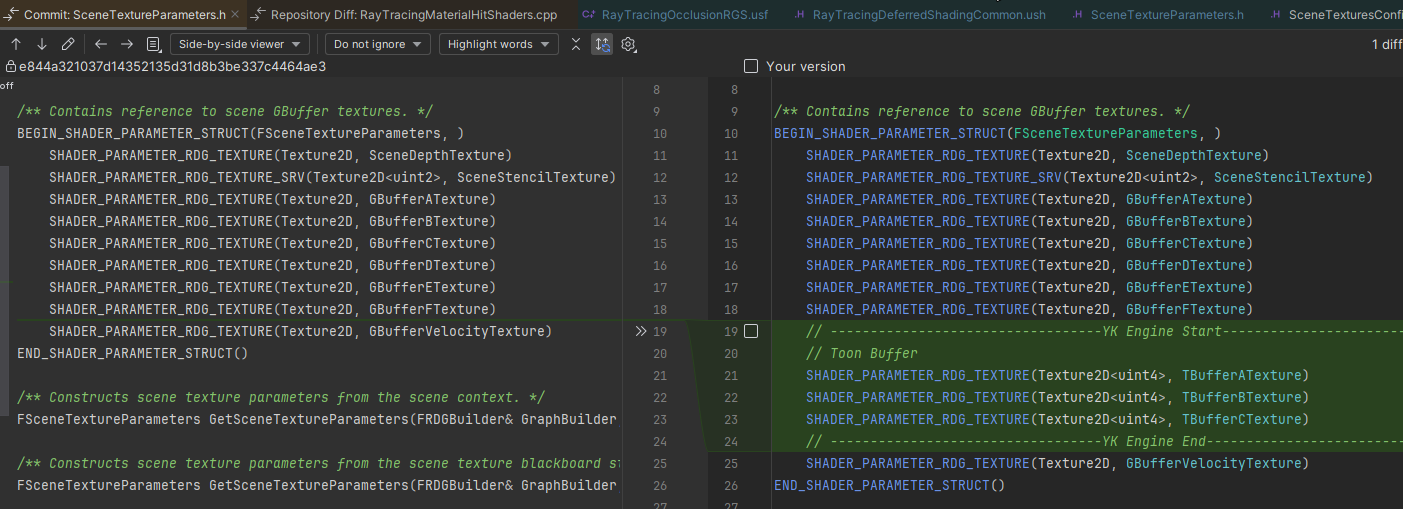 Commit: SceneTextureParameters.h
Repository Diff: RayTracingMaterialHitShaders.cpp
RayTracingOcclusionRGS.usf
RayTracingDeferredShadingCommon.ush
SceneTextureParameters.h
SceneTexturesConfi
Side-by-side viewer
Do not ignore
Highlight words
1 diff
e844a321037d14352135d31d8b3be337c4464ae3
Your version
off
8
9
10
11
12
13
14
15
16
17
18
19
20
21
22
23
24
25
26
27
/** Contains reference to scene GBuffer textures. */
BEGIN_SHADER_PARAMETER_STRUCT(FSceneTextureParameters, )
SHADER_PARAMETER_RDG_TEXTURE(Texture2D, SceneDepthTexture)
SHADER_PARAMETER_RDG_TEXTURE_SRV(Texture2D<uint2>, SceneStencilTexture)
SHADER_PARAMETER_RDG_TEXTURE(Texture2D, GBufferATexture)
SHADER_PARAMETER_RDG_TEXTURE(Texture2D, GBufferBTexture)
SHADER_PARAMETER_RDG_TEXTURE(Texture2D, GBufferCTexture)
SHADER_PARAMETER_RDG_TEXTURE(Texture2D, GBufferDTexture)
SHADER_PARAMETER_RDG_TEXTURE(Texture2D, GBufferETexture)
SHADER_PARAMETER_RDG_TEXTURE(Texture2D, GBufferFTexture)
SHADER_PARAMETER_RDG_TEXTURE(Texture2D, GBufferVelocityTexture)
END_SHADER_PARAMETER_STRUCT()
/** Constructs scene texture parameters from the scene context. */
FSceneTextureParameters GetSceneTextureParameters(FRDGBuilder& GraphBuilder
/** Constructs scene texture parameters from the scene texture blackboard st
FSceneTextureParameters GetSceneTextureParameters(FRDGBuilder& GraphBuilder
8
9
10
11
12
13
14
15
16
17
18
19
20
21
22
23
24
25
26
27
/** Contains reference to scene GBuffer textures. */
BEGIN_SHADER_PARAMETER_STRUCT(FSceneTextureParameters, )
SHADER_PARAMETER_RDG_TEXTURE(Texture2D, SceneDepthTexture)
SHADER_PARAMETER_RDG_TEXTURE_SRV(Texture2D<uint2>, SceneStencilTexture)
SHADER_PARAMETER_RDG_TEXTURE(Texture2D, GBufferATexture)
SHADER_PARAMETER_RDG_TEXTURE(Texture2D, GBufferBTexture)
SHADER_PARAMETER_RDG_TEXTURE(Texture2D, GBufferCTexture)
SHADER_PARAMETER_RDG_TEXTURE(Texture2D, GBufferDTexture)
SHADER_PARAMETER_RDG_TEXTURE(Texture2D, GBufferETexture)
SHADER_PARAMETER_RDG_TEXTURE(Texture2D, GBufferFTexture)
// ----------------------------------YK Engine Start-----------------------
// Toon Buffer
SHADER_PARAMETER_RDG_TEXTURE(Texture2D<uint4>, TBufferATexture)
SHADER_PARAMETER_RDG_TEXTURE(Texture2D<uint4>, TBufferBTexture)
SHADER_PARAMETER_RDG_TEXTURE(Texture2D<uint4>, TBufferCTexture)
// ----------------------------------YK Engine End-------------------------
SHADER_PARAMETER_RDG_TEXTURE(Texture2D, GBufferVelocityTexture)
END_SHADER_PARAMETER_STRUCT()